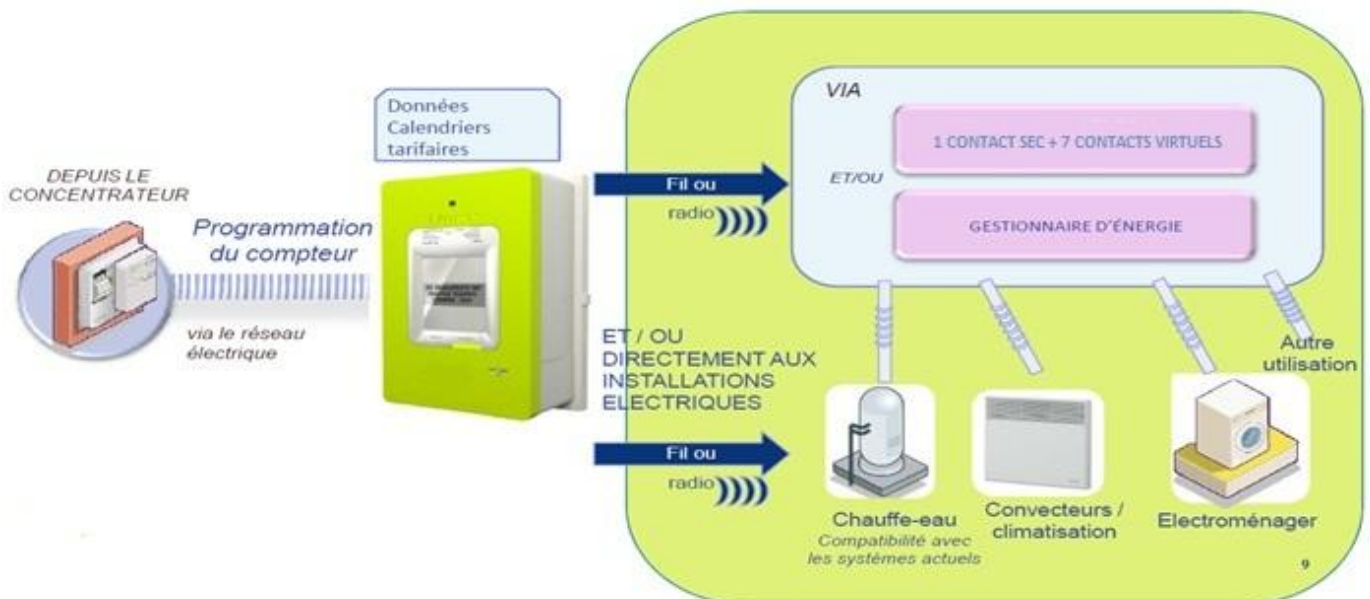 DEPUIS LE
CONCENTRATEUR
Programmation
du compteur
via le réseau
électrique
Données
Calendriers
tarifaires
Fil ou
radio
ET / OU
DIRECTEMENT AUX
INSTALLATIONS
ELECTRIQUES
Fil ou
radio
VIA
1 CONTACT SEC + 7 CONTACTS VIRTUELS
ET/OU
GESTIONNAIRE D'ÉNERGIE
Chauffe-eau
Compatibilité avec
les systèmes actuels
Convecteurs /
climatisation
Electroménager
Autre
utilisation
9